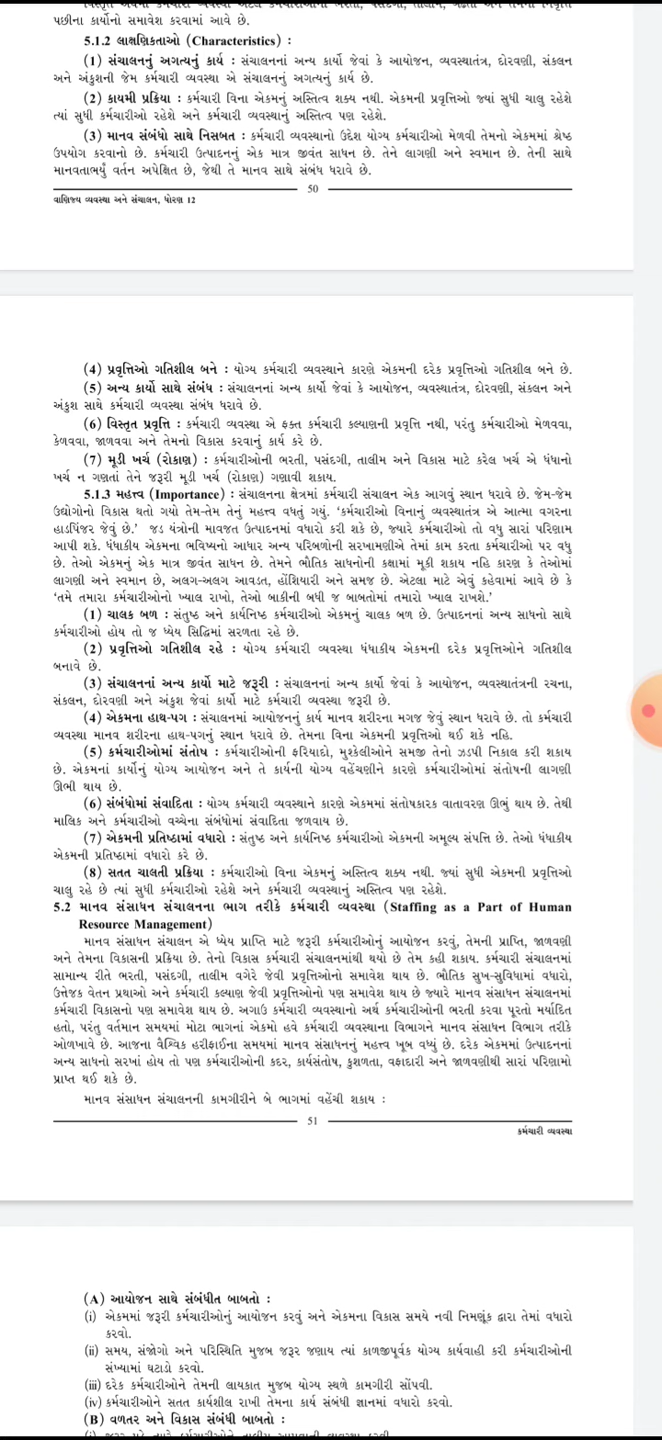 પછીના કાર્યોનો સમાવેશ કરવામાં આવે છે.
5.1.2 લાક્ષણિકતાઓ (Characteristics) :
(1) સંચાલનનું અગત્યનું કાર્ય : સંચાલનનાં અન્ય કાર્યો જેવાં કે આયોજન, વ્યવસ્થાતંત્ર, દોરવણી, સંકલન
અને અંકુશની જેમ કર્મચારી વ્યવસ્થા એ સંચાલનનું અગત્યનું કાર્ય છે.
(2) કાયમી પ્રક્રિયા : કર્મચારી વિના એકમનું અસ્તિત્વ શક્ય નથી. એકમની પ્રવૃત્તિઓ જ્યાં સુધી ચાલુ રહેશે
ત્યાં સુધી કર્મચારીઓ રહેશે અને કર્મચારી વ્યવસ્થાનું અસ્તિત્વ પણ રહેશે.
(3) માનવ સંબંધો સાથે નિસબત : કર્મચારી વ્યવસ્થાનો ઉદ્દેશ યોગ્ય કર્મચારીઓ મેળવી તેમનો એકમમાં શ્રેષ્ઠ
ઉપયોગ કરવાનો છે. કર્મચારી ઉત્પાદનનું એક માત્ર જીવંત સાધન છે. તેને લાગણી અને સ્વમાન છે. તેની સાથે
માનવતાભર્યું વર્તન અપેક્ષિત છે, જેથી તે માનવ સાથે સંબંધ ધરાવે છે.
50
વાણિજ્ય વ્યવસ્થા અને સંચાલન, ધોરણ 12
(4) પ્રવૃત્તિઓ ગતિશીલ બને : યોગ્ય કર્મચારી વ્યવસ્થાને કારણે એકમની દરેક પ્રવૃત્તિઓ ગતિશીલ બને છે.
(5) અન્ય કાર્યો સાથે સંબંધ : સંચાલનનાં અન્ય કાર્યો જેવાં કે આયોજન, વ્યવસ્થાતંત્ર, દોરવણી, સંકલન અને
અંકુશ સાથે કર્મચારી વ્યવસ્થા સંબંધ ધરાવે છે.
(6) વિસ્તૃત પ્રવૃત્તિ : કર્મચારી વ્યવસ્થા એ ફક્ત કર્મચારી કલ્યાણની પ્રવૃત્તિ નથી, પરંતુ કર્મચારીઓ મેળવવા,
કેળવવા, જાળવવા અને તેમનો વિકાસ કરવાનું કાર્ય કરે છે.
(7) મૂડી ખર્ચ (રોકાણ) : કર્મચારીઓની ભરતી, પસંદગી, તાલીમ અને વિકાસ માટે કરેલ ખર્ચ એ ધંધાનો
ખર્ચ ન ગણતાં તેને જરૂરી મૂડી ખર્ચ (રોકાણ) ગણાવી શકાય.
5.1.3 મહત્ત્વ (Importance) : સંચાલનના ક્ષેત્રમાં કર્મચારી સંચાલન એક આગવું સ્થાન ધરાવે છે. જેમ-જેમ
ઉદ્યોગોનો વિકાસ થતો ગયો તેમ-તેમ તેનું મહત્ત્વ વધતું ગયું. ‘કર્મચારીઓ વિનાનું વ્યવસ્થાતંત્ર એ આત્મા વગરના
હાડપિંજર જેવું છે.’ જડ યંત્રોની માવજત ઉત્પાદનમાં વધારો કરી શકે છે, જ્યારે કર્મચારીઓ તો વધુ સારાં પરિણામ
આપી શકે. ધંધાકીય એકમના ભવિષ્યનો આધાર અન્ય પરિબળોની સરખામણીએ તેમાં કામ કરતા કર્મચારીઓ પર વધુ
છે. તેઓ એકમનું એક માત્ર જીવંત સાધન છે. તેમને ભૌતિક સાધનોની કક્ષામાં મૂકી શકાય નહિ કારણ કે તેઓમાં
લાગણી અને સ્વમાન છે, અલગ-અલગ આવડત, હોંશિયારી અને સમજ છે. એટલા માટે એવું કહેવામાં આવે છે કે
‘તમે તમારા કર્મચારીઓનો ખ્યાલ રાખો, તેઓ બાકીની બધી જ બાબતોમાં તમારો ખ્યાલ રાખશે.’
(1) ચાલક બળ : સંતુષ્ટ અને કાર્યનિષ્ઠ કર્મચારીઓ એકમનું ચાલક બળ છે. ઉત્પાદનનાં અન્ય સાધનો સાથે
કર્મચારીઓ હોય તો જ ધ્યેય સિદ્ધિમાં સરળતા રહે છે.
(2) પ્રવૃત્તિઓ ગતિશીલ રહે : યોગ્ય કર્મચારી વ્યવસ્થા ધંધાકીય એકમની દરેક પ્રવૃત્તિઓને ગતિશીલ
બનાવે છે.
(3) સંચાલનનાં અન્ય કાર્યો માટે જરૂરી : સંચાલનનાં અન્ય કાર્યો જેવાં કે આયોજન, વ્યવસ્થાતંત્રની રચના,
સંકલન, દોરવણી અને અંકુશ જેવાં કાર્યો માટે કર્મચારી વ્યવસ્થા જરૂરી છે.
(4) એકમના હાથ-પગ : સંચાલનમાં આયોજનનું કાર્ય માનવ શરીરના મગજ જેવું સ્થાન ધરાવે છે. તો કર્મચારી
વ્યવસ્થા માનવ શરીરના હાથ-પગનું સ્થાન ધરાવે છે. તેમના વિના એકમની પ્રવૃત્તિઓ થઈ શકે નહિ.
(5) કર્મચારીઓમાં સંતોષ : કર્મચારીઓની ફરિયાદો, મુશ્કેલીઓને સમજી તેનો ઝડપી નિકાલ કરી શકાય
છે. એકમનાં કાર્યોનું યોગ્ય આયોજન અને તે કાર્યની યોગ્ય વહેંચણીને કારણે કર્મચારીઓમાં સંતોષની લાગણી
ઊભી થાય છે.
(6) સંબંધોમાં સંવાદિતા : યોગ્ય કર્મચારી વ્યવસ્થાને કારણે એકમમાં સંતોષકારક વાતાવરણ ઊભું થાય છે. તેથી
માલિક અને કર્મચારીઓ વચ્ચેના સંબંધોમાં સંવાદિતા જળવાય છે.
(7) એકમની પ્રતિષ્ઠામાં વધારો : સંતુષ્ટ અને કાર્યનિષ્ઠ કર્મચારીઓ એકમની અમૂલ્ય સંપત્તિ છે. તેઓ ધંધાકીય
એકમની પ્રતિષ્ઠામાં વધારો કરે છે.
(8) સતત ચાલતી પ્રક્રિયા : કર્મચારીઓ વિના એકમનું અસ્તિત્વ શક્ય નથી. જ્યાં સુધી એકમની પ્રવૃત્તિઓ
ચાલુ રહે છે ત્યાં સુધી કર્મચારીઓ રહેશે અને કર્મચારી વ્યવસ્થાનું અસ્તિત્વ પણ રહેશે.
5.2 માનવ સંસાધન સંચાલનના ભાગ તરીકે કર્મચારી વ્યવસ્થા (Staffing as a Part of Human
Resource Management)
માનવ સંસાધન સંચાલન એ ધ્યેય પ્રાપ્તિ માટે જરૂરી કર્મચારીઓનું આયોજન કરવું, તેમની પ્રાપ્તિ, જાળવણી
અને તેમના વિકાસની પ્રક્રિયા છે. તેનો વિકાસ કર્મચારી સંચાલનમાંથી થયો છે તેમ કહી શકાય. કર્મચારી સંચાલનમાં
સામાન્ય રીતે ભરતી, પસંદગી, તાલીમ વગેરે જેવી પ્રવૃત્તિઓનો સમાવેશ થાય છે. ભૌતિક સુખ-સુવિધામાં વધારો,
ઉત્તેજક વેતન પ્રથાઓ અને કર્મચારી કલ્યાણ જેવી પ્રવૃત્તિઓનો પણ સમાવેશ થાય છે જ્યારે માનવ સંસાધન સંચાલનમાં
કર્મચારી વિકાસનો પણ સમાવેશ થાય છે. અગાઉ કર્મચારી વ્યવસ્થાનો અર્થ કર્મચારીઓની ભરતી કરવા પૂરતો મર્યાદિત
હતો, પરંતુ વર્તમાન સમયમાં મોટા ભાગનાં એકમો હવે કર્મચારી વ્યવસ્થાના વિભાગને માનવ સંસાધન વિભાગ તરીકે
ઓળખાવે છે. આજના વૈશ્વિક હરીફાઈના સમયમાં માનવ સંસાધનનું મહત્ત્વ ખૂબ વધ્યું છે. દરેક એકમમાં ઉત્પાદનનાં
અન્ય સાધનો સરખાં હોય તો પણ કર્મચારીઓની કદર, કાર્યસંતોષ, કુશળતા, વફાદારી અને જાળવણીથી સારાં પરિણામો
પ્રાપ્ત થઈ શકે છે.
માનવ સંસાધન સંચાલનની કામગીરીને બે ભાગમાં વહેંચી શકાય :
51
કર્મચારી વ્યવસ્થા
(A) આયોજન સાથે સંબંધીત બાબતો :
(i) એકમમાં જરૂરી કર્મચારીઓનું આયોજન કરવું અને એકમના વિકાસ સમયે નવી નિમણૂંક દ્વારા તેમાં વધારો
કરવો.
(ii) સમય, સંજોગો અને પરિસ્થિતિ મુજબ જરૂર જણાય ત્યાં કાળજીપૂર્વક યોગ્ય કાર્યવાહી કરી કર્મચારીઓની
સંખ્યામાં ઘટાડો કરવો.
(iii) દરેક કર્મચારીઓને તેમની લાયકાત મુજબ યોગ્ય સ્થળે કામગીરી સોંપવી.
(iv) કર્મચારીઓને સતત કાર્યશીલ રાખી તેમના કાર્ય સંબંધી જ્ઞાનમાં વધારો કરવો.
(B) વળતર અને વિકાસ સંબંધી બાબતો :